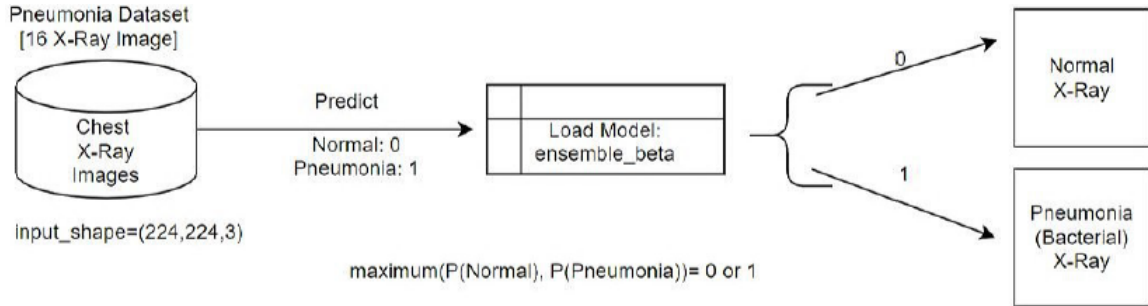 Pneumonia Dataset
[16 X-Ray Image]
Chest
X-Ray
Images
input_shape=(224,224,3)
Predict
Normal: 0
Pneumonia: 1
Load Model:
ensemble_beta
0
1
Normal
X-Ray
Pneumonia
(Bacterial)
X-Ray
maximum(P(Normal), P(Pneumonia))= 0 or 1